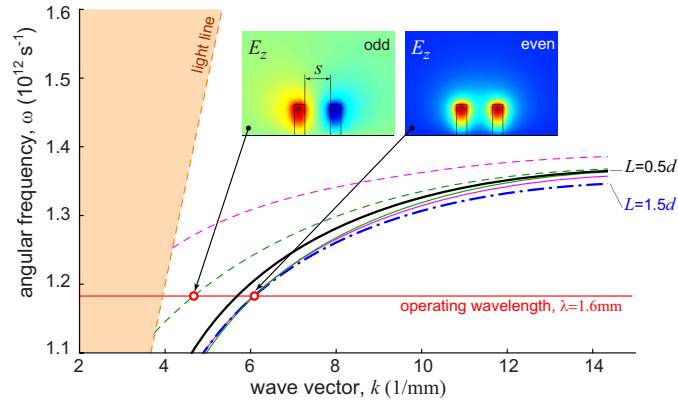 1.6
1.5
1.4
1.3
1.2
1.1
angular frequency, ω (10¹² s⁻¹)
light line
E_z
odd
s
E_z
even
L=0.5d
L=1.5d
operating wavelength, λ=1.6mm
2
4
6
8
10
12
14
wave vector, k (1/mm)